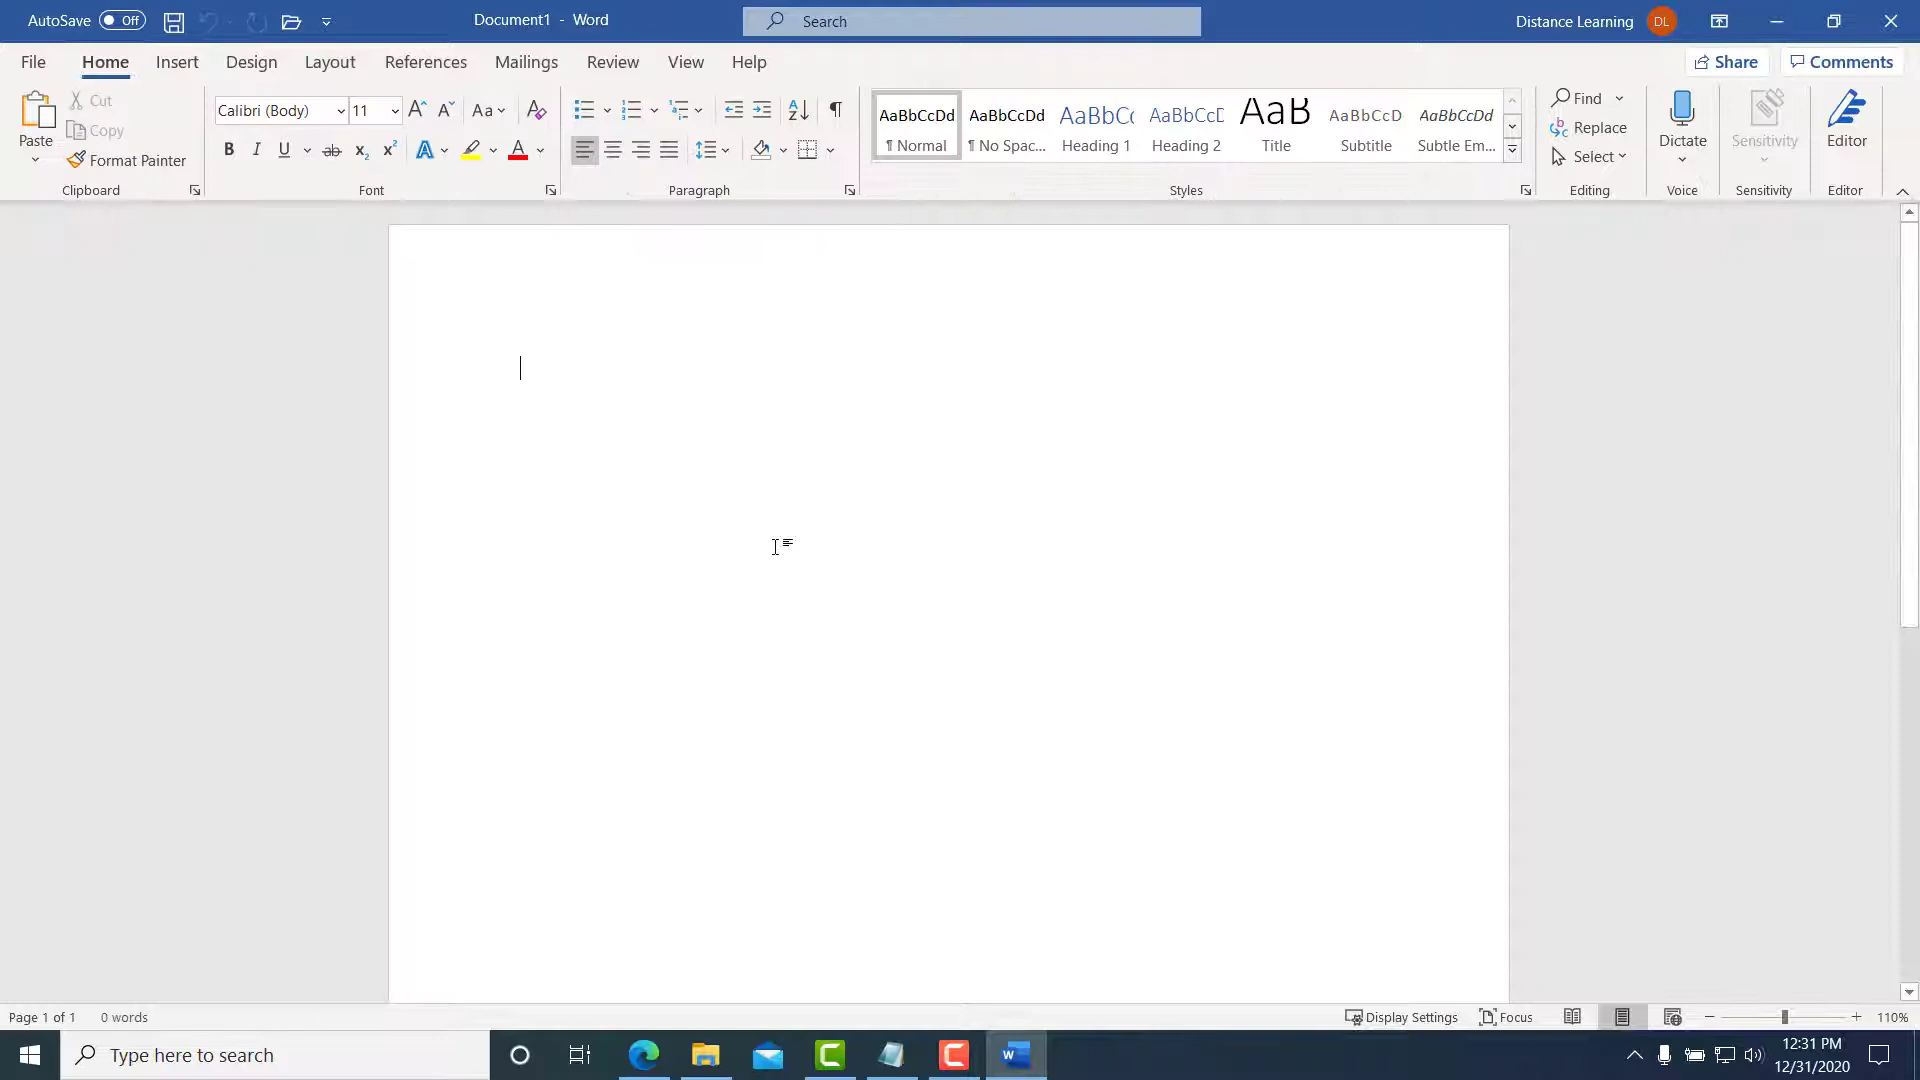 AutoSave Off Document1 - Word Search Distance Learning DL
File Home Insert Design Layout References Mailings Review View Help Share Comments
Paste Cut Copy Format Painter
Calibri (Body) 11 A A Aa A
B I U ab x2 x2 A A
AaBbCcDd AaBbCcDd AaBbCc AaBbCcD AaB AaBbCcD AaBbCcDd
¶ Normal ¶ No Spac... Heading 1 Heading 2 Title Subtitle Subtle Em...
Find
Replace
Select
Dictate Sensitivity Editor
Clipboard Font Paragraph Styles Editing Voice Sensitivity Editor
Page 1 of 1 0 words Display Settings Focus 110%
Type here to search
12:31 PM
12/31/2020